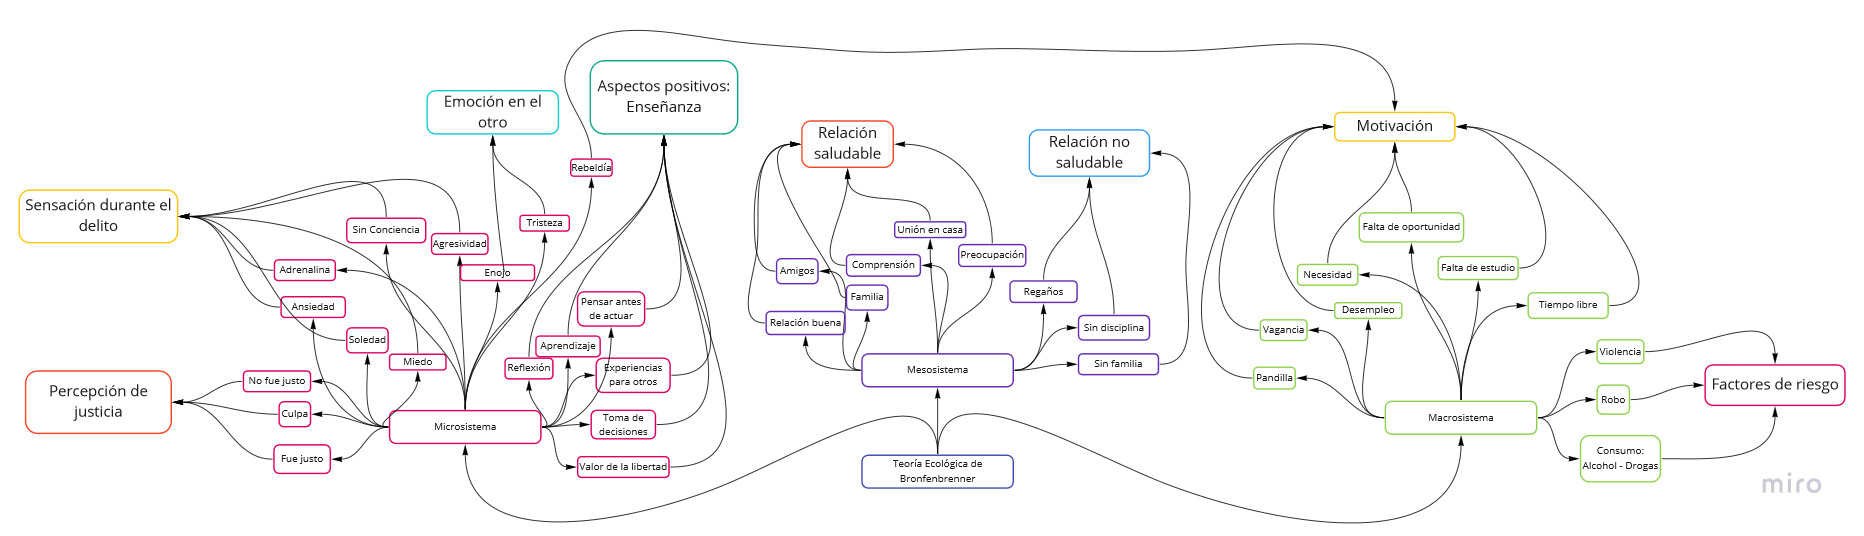 Aspectos positivos:
Enseñanza
Emoción en el
otro
Relación
saludable
Relación no
saludable
Motivación
Rebeldía
Sensación durante el
delito
Sin Conciencia
Agresividad
Tristeza
Enojo
Adrenalina
Ansiedad
Soledad
Miedo
Percepción de
justicia
No fue justo
Culpa
Fue justo
Microsistema
Pensar antes
de actuar
Aprendizaje
Reflexión
Experiencias
para otros
Toma de
decisiones
Valor de la libertad
Unión en casa
Preocupación
Comprensión
Amigos
Familia
Relación buena
Mesosistema
Regaños
Sin disciplina
Sin familia
Teoría Ecológica de
Bronfenbrenner
Falta de oportunidad
Necesidad
Falta de estudio
Tiempo libre
Desempleo
Vagancia
Pandilla
Macrosistema
Violencia
Robo
Consumo:
Alcohol - Drogas
Factores de riesgo
miro